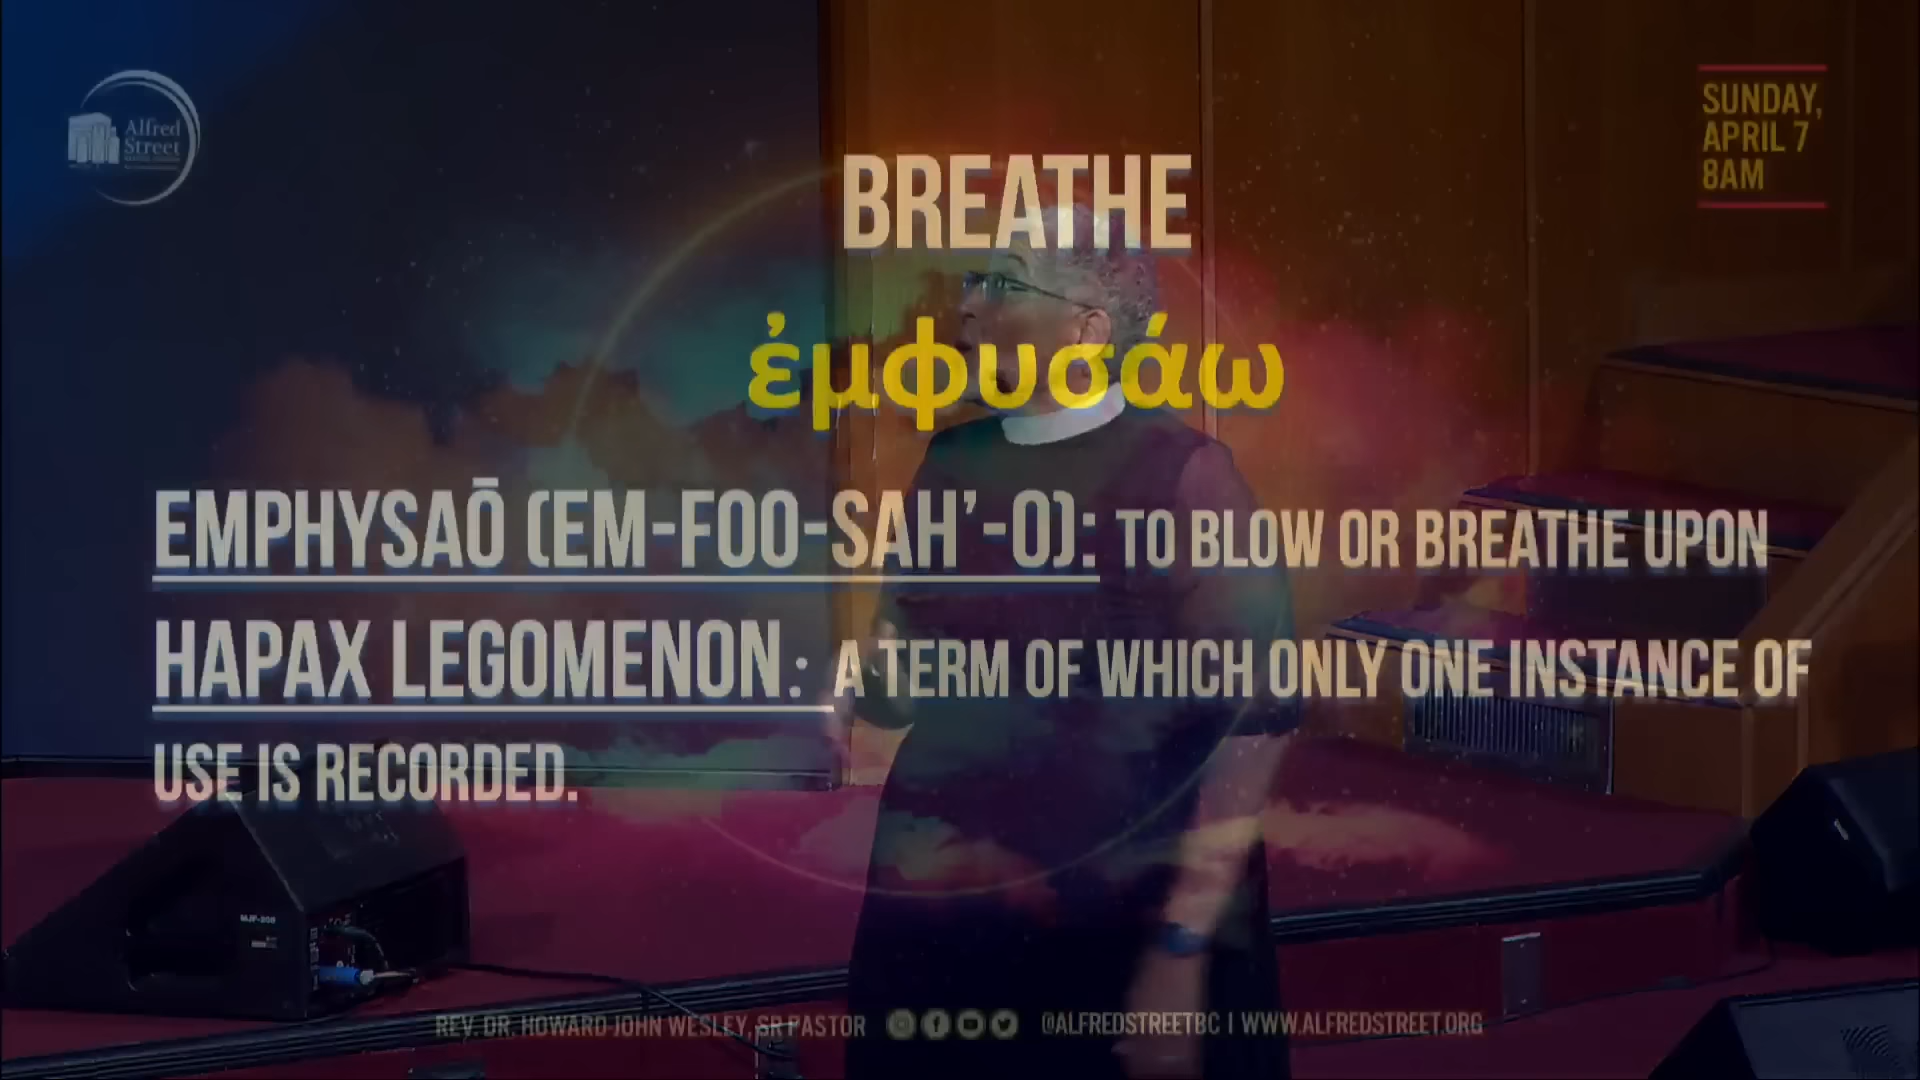 Alfred
Street
SUNDAY,
APRIL 7
8AM
BREATHE
ἐμφυσάω
EMPHYSAŌ (EM-FOO-SAH’-O): TO BLOW OR BREATHE UPON
HAPAX LEGOMENON.: A TERM OF WHICH ONLY ONE INSTANCE OF
USE IS RECORDED.
REV. DR. HOWARD JOHN WESLEY, SR PASTOR @ALFREDSTREETBC | WWW.ALFREDSTREET.ORG